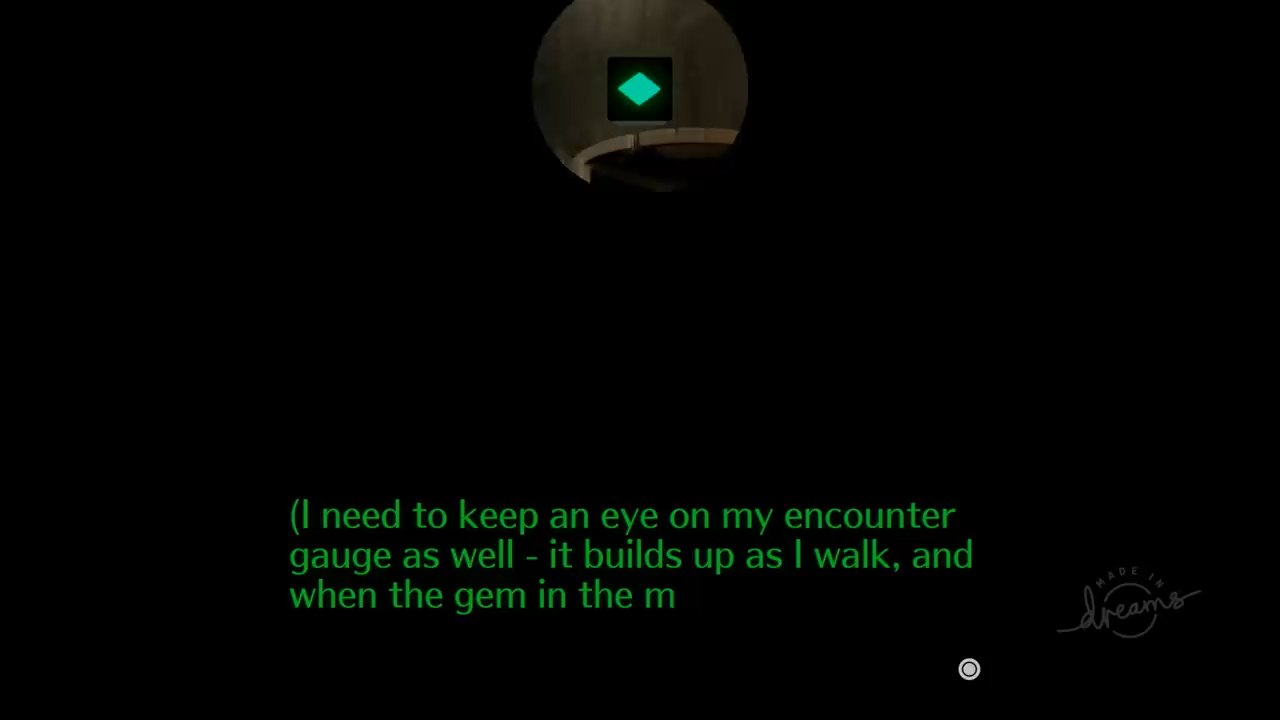 (I need to keep an eye on my encounter
gauge as well - it builds up as I walk, and
when the gem in the m
MADE IN
dreams